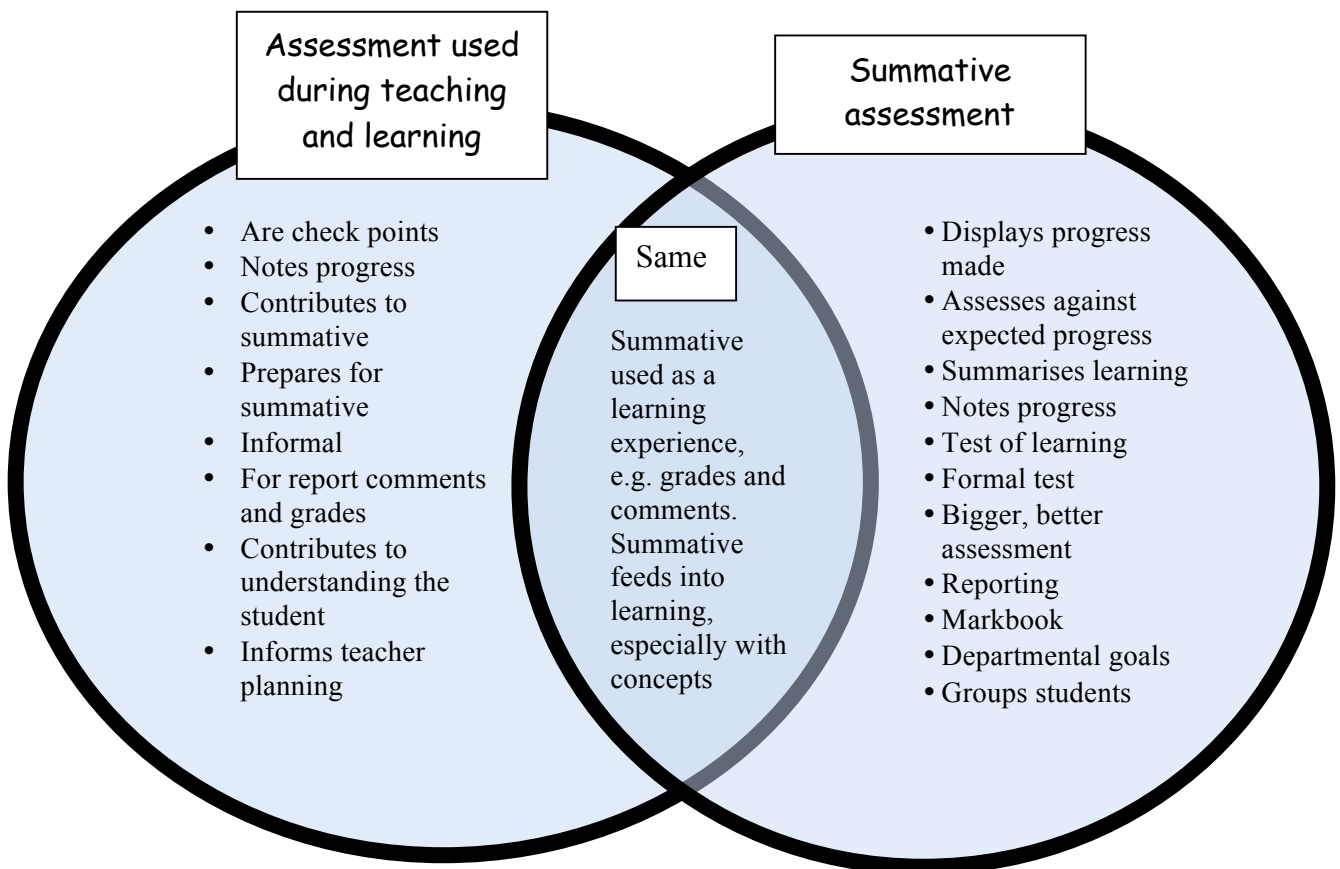 Assessment used
during teaching
and learning
• Are check points
• Notes progress
• Contributes to
summative
• Prepares for
summative
• Informal
• For report comments
and grades
• Contributes to
understanding the
student
• Informs teacher
planning
Same
Summative
used as a
learning
experience,
e.g. grades and
comments.
Summative
feeds into
learning,
especially with
concepts
Summative
assessment
• Displays progress
made
• Assesses against
expected progress
• Summarises learning
• Notes progress
• Test of learning
• Formal test
• Bigger, better
assessment
• Reporting
• Markbook
• Departmental goals
• Groups students